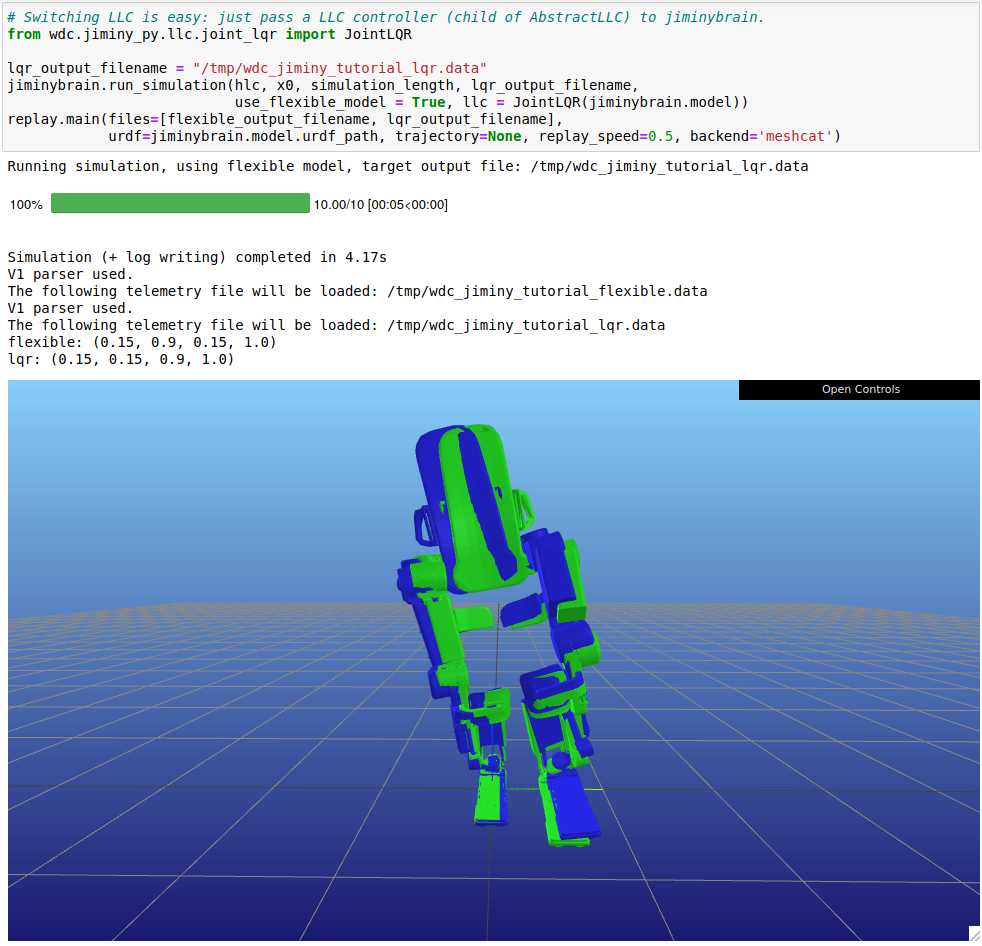 # Switching LLC is easy: just pass a LLC controller (child of AbstractLLC) to jiminybrain.
from wdc.jiminy_py.llc.joint_lqr import JointLQR
lqr_output_filename = "/tmp/wdc_jiminy_tutorial_lqr.data"
jiminybrain.run_simulation(hlc, x0, simulation_length, lqr_output_filename,
                           use_flexible_model = True, llc = JointLQR(jiminybrain.model))
replay.main(files=[flexible_output_filename, lqr_output_filename],
            urdf=jiminybrain.model.urdf_path, trajectory=None, replay_speed=0.5, backend='meshcat')
Running simulation, using flexible model, target output file: /tmp/wdc_jiminy_tutorial_lqr.data
100% 10.00/10 [00:05<00:00]
Simulation (+ log writing) completed in 4.17s
V1 parser used.
The following telemetry file will be loaded: /tmp/wdc_jiminy_tutorial_flexible.data
V1 parser used.
The following telemetry file will be loaded: /tmp/wdc_jiminy_tutorial_lqr.data
flexible: (0.15, 0.9, 0.15, 1.0)
lqr: (0.15, 0.15, 0.9, 1.0)
Open Controls